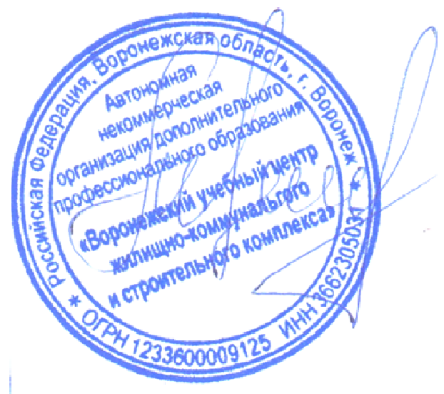 * Российская Федерация, Воронежская область, г. Воронеж *
Автономная
некоммерческая
организация дополнительного
профессионального образования
«Воронежский учебный центр
жилищно-коммунального
и строительного комплекса»
ОГРН 1233600009125 ИНН 3662305031